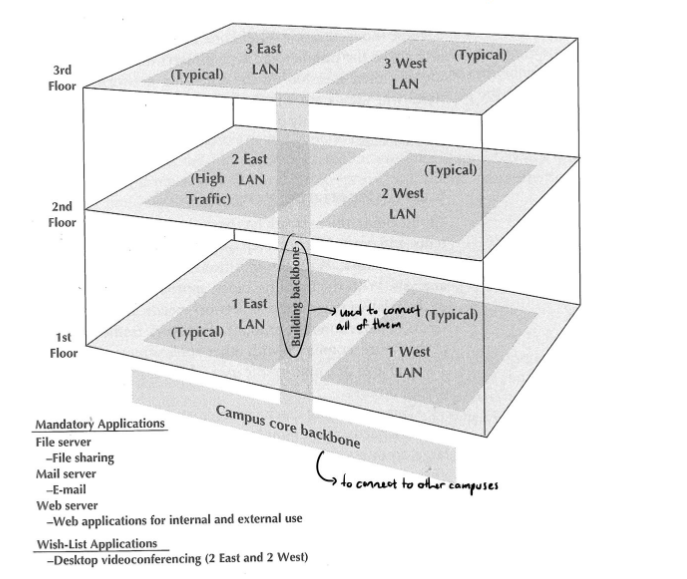 3 East
LAN
(Typical)
3 West
LAN
(Typical)
3rd
Floor
2 East
LAN
(High
Traffic)
(Typical)
2 West
LAN
2nd
Floor
Building backbone
used to connect
all of them
1 East
LAN
(Typical)
(Typical)
1 West
LAN
1st
Floor
Campus core backbone
to connect to other campuses
Mandatory Applications
File server
–File sharing
Mail server
–E-mail
Web server
–Web applications for internal and external use
Wish-List Applications
–Desktop videoconferencing (2 East and 2 West)